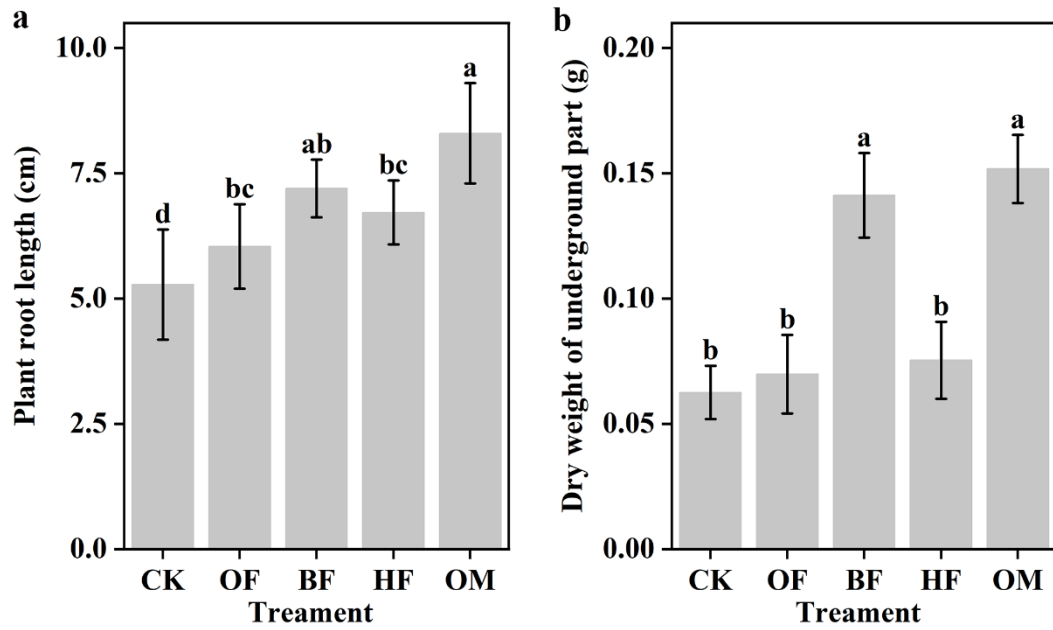 a
Plant root length (cm)
10.0
7.5
5.0
2.5
0.0
d
bc
ab
bc
a
CK OF BF HF OM
Treament
b
Dry weight of underground part (g)
0.20
0.15
0.10
0.05
0.00
b
b
a
b
a
CK OF BF HF OM
Treament